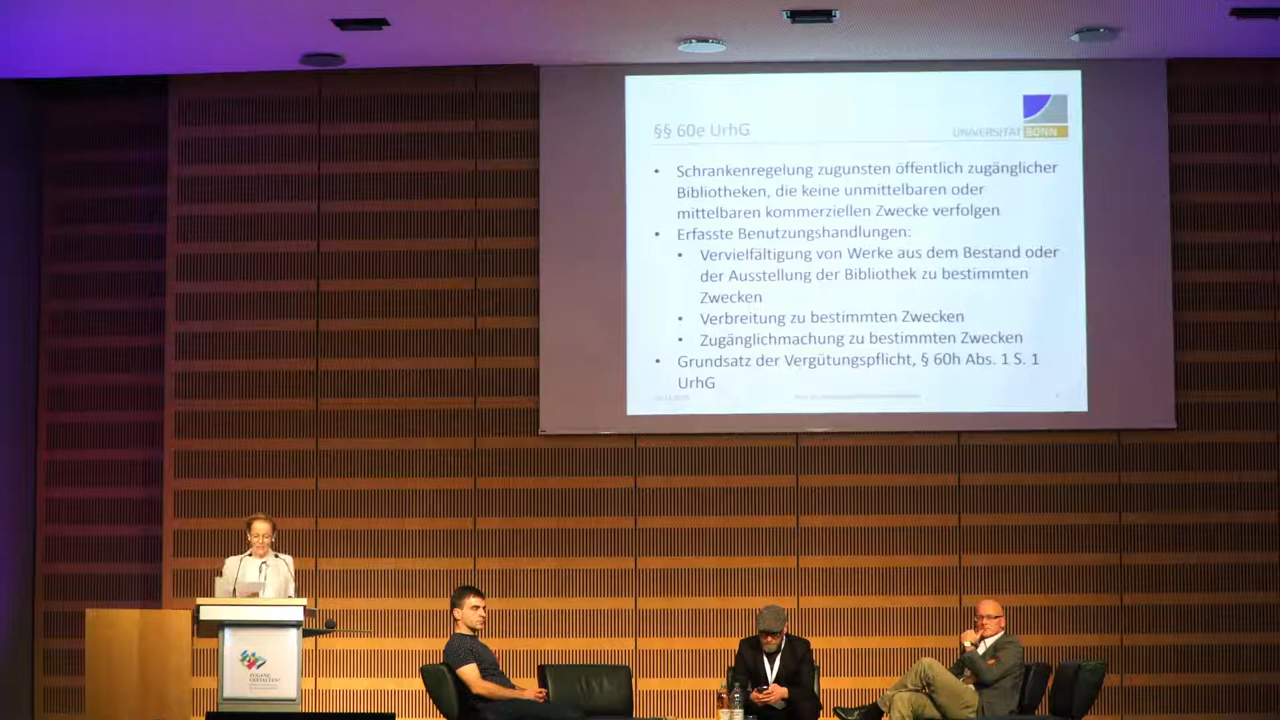 §§ 60e UrhG
UNIVERSITÄT BONN
• Schrankenregelung zugunsten öffentlich zugänglicher
Bibliotheken, die keine unmittelbaren oder
mittelbaren kommerziellen Zwecke verfolgen
• Erfasste Benutzungshandlungen:
• Vervielfältigung von Werke aus dem Bestand oder
der Ausstellung der Bibliothek zu bestimmten
Zwecken
• Verbreitung zu bestimmten Zwecken
• Zugänglichmachung zu bestimmten Zwecken
• Grundsatz der Vergütungspflicht, § 60h Abs. 1 S. 1
UrhG
ZUGANG
GESTALTEN!